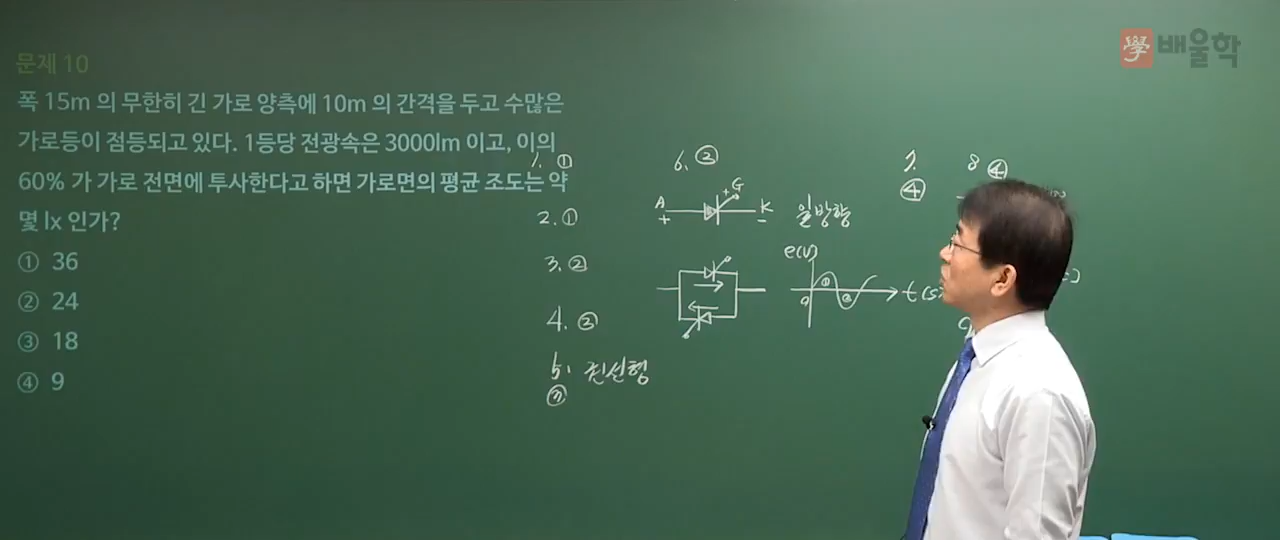 學 배울학
문제 10
폭 15m 의 무한히 긴 가로 양측에 10m 의 간격을 두고 수많은
가로등이 점등되고 있다. 1등당 전광속은 3000lm 이고, 이의
60% 가 가로 전면에 투사한다고 하면 가로면의 평균 조도는 약
몇 lx 인가?
① 36
② 24
③ 18
④ 9
1. ①
2. ①
3. ②
4.
5. 권선형
6. ②
A + + G K -
일방향
e(V)
① ②
0
t(s
7.
④
8 ④